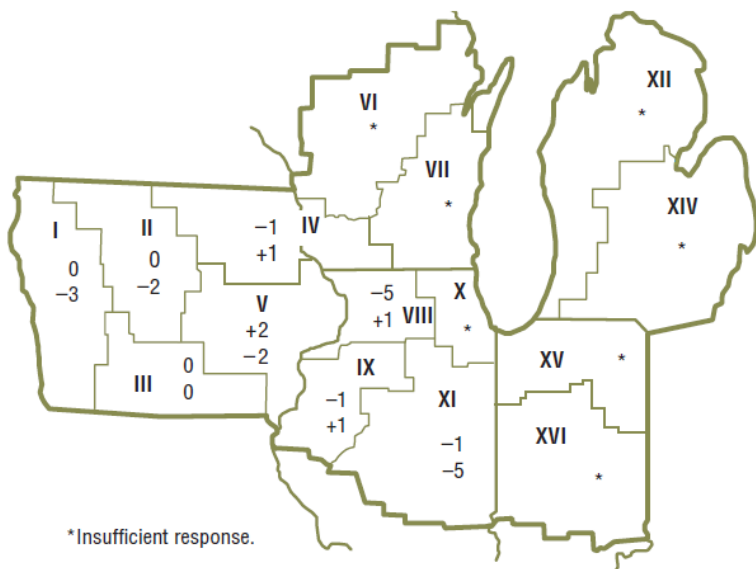 XII
*
VI
*
VII
*
XIV
*
I
0
−3
II
0
−2
−1
+1
IV
V
+2
−2
−5
+1
VIII
X
*
III
0
0
IX
−1
+1
XI
−1
−5
XV
*
XVI
*
*Insufficient response.